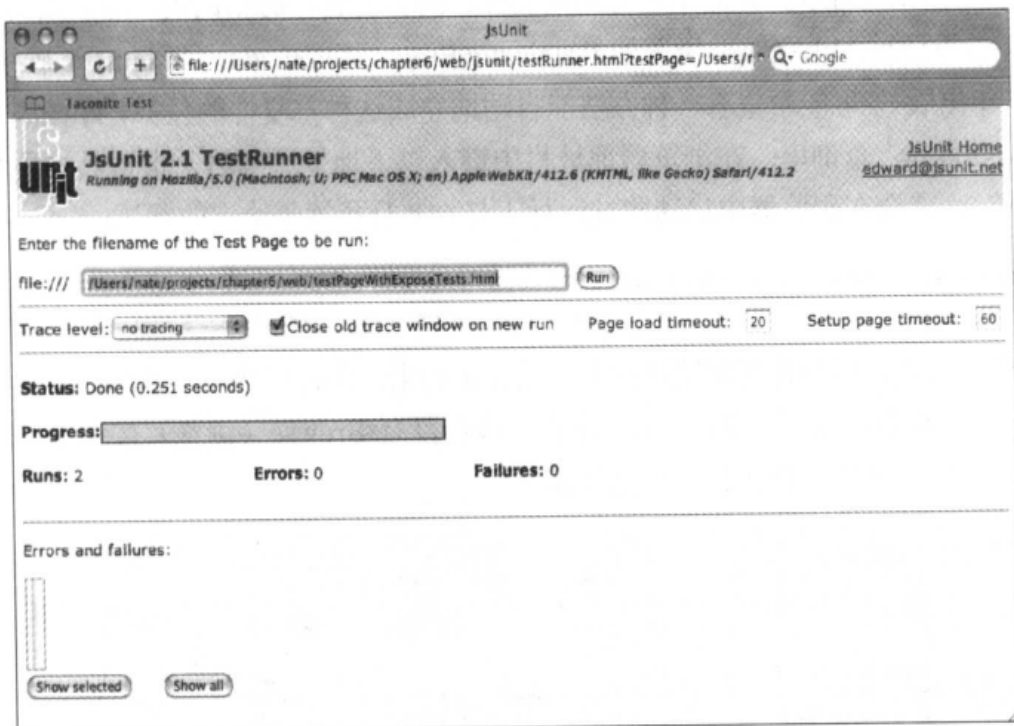 JsUnit
file:///Users/nate/projects/chapter6/web/jsunit/testRunner.html?testPage=/Users/r
Google
Taconite Test
unit
JsUnit 2.1 TestRunner
JsUnit Home
Running on Mozilla/5.0 (Macintosh; U; PPC Mac OS X; en) AppleWebKit/412.6 (KHTML, like Gecko) Safari/412.2
edward@jsunit.net
Enter the filename of the Test Page to be run:
file:/// /Users/nate/projects/chapter6/web/testPageWithExposeTests.html Run
Trace level: no tracing Close old trace window on new run Page load timeout: 20 Setup page timeout: 60
Status: Done (0.251 seconds)
Progress:
Runs: 2 Errors: 0 Failures: 0
Errors and failures:
Show selected Show all